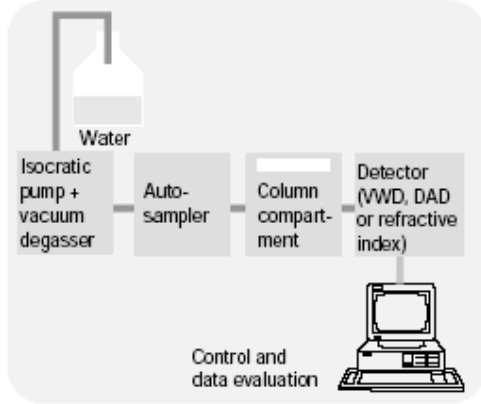 Water
Isocratic
pump +
vacuum
degasser
Auto-
sampler
Column
compart-
ment
Detector
(VWD, DAD
or refractive
index)
Control and
data evaluation